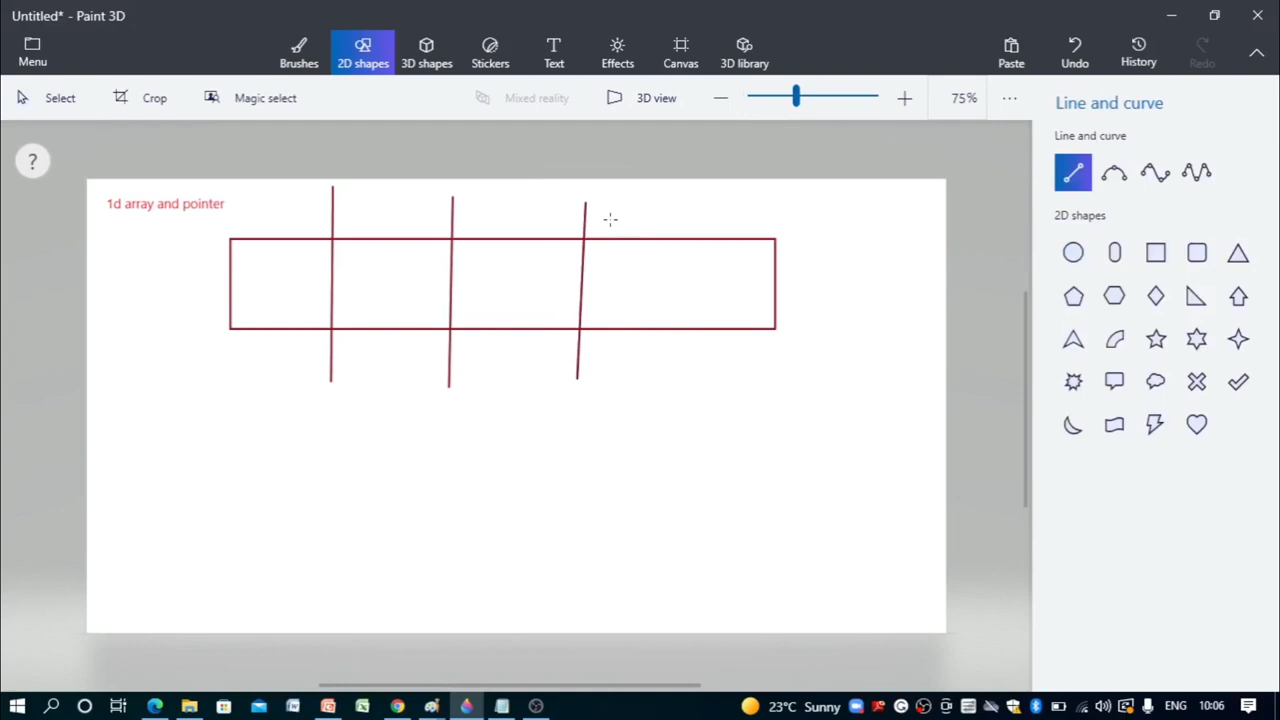 Untitled* - Paint 3D
Menu
Brushes
2D shapes
3D shapes
Stickers
Text
Effects
Canvas
3D library
Paste
Undo
History
Redo
Select
Crop
Magic select
Mixed reality
3D view
75%
Line and curve
Line and curve
2D shapes
?
1d array and pointer
23°C Sunny
ENG
10:06